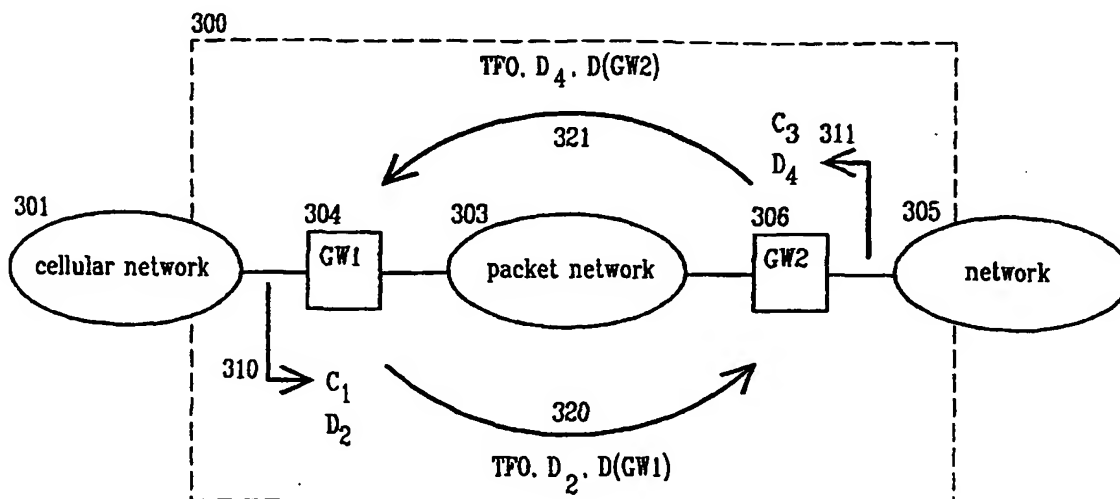 300
TFO, D4, D(GW2)
321
C3 311
D4
301
304
303
306
305
cellular network
GW1
packet network
GW2
network
310
C1
D2
320
TFO, D2, D(GW1)